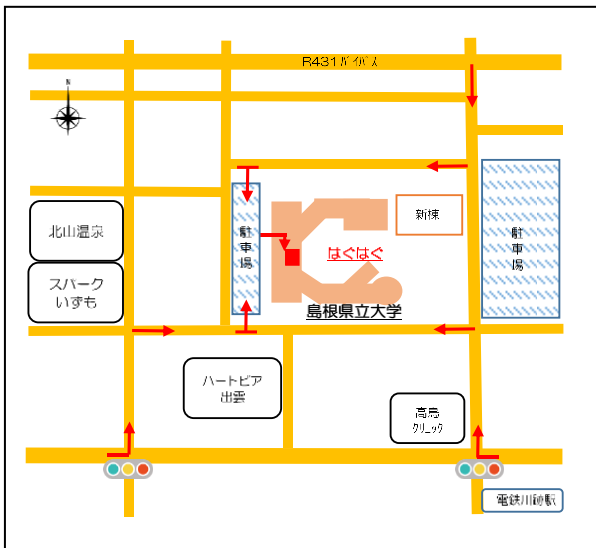 R431バイパス
N
新棟
北山温泉
駐車場
はぐはぐ
駐車場
スパーク
いずも
島根県立大学
ハートピア
出雲
高島
クリニック
電鉄川跡駅